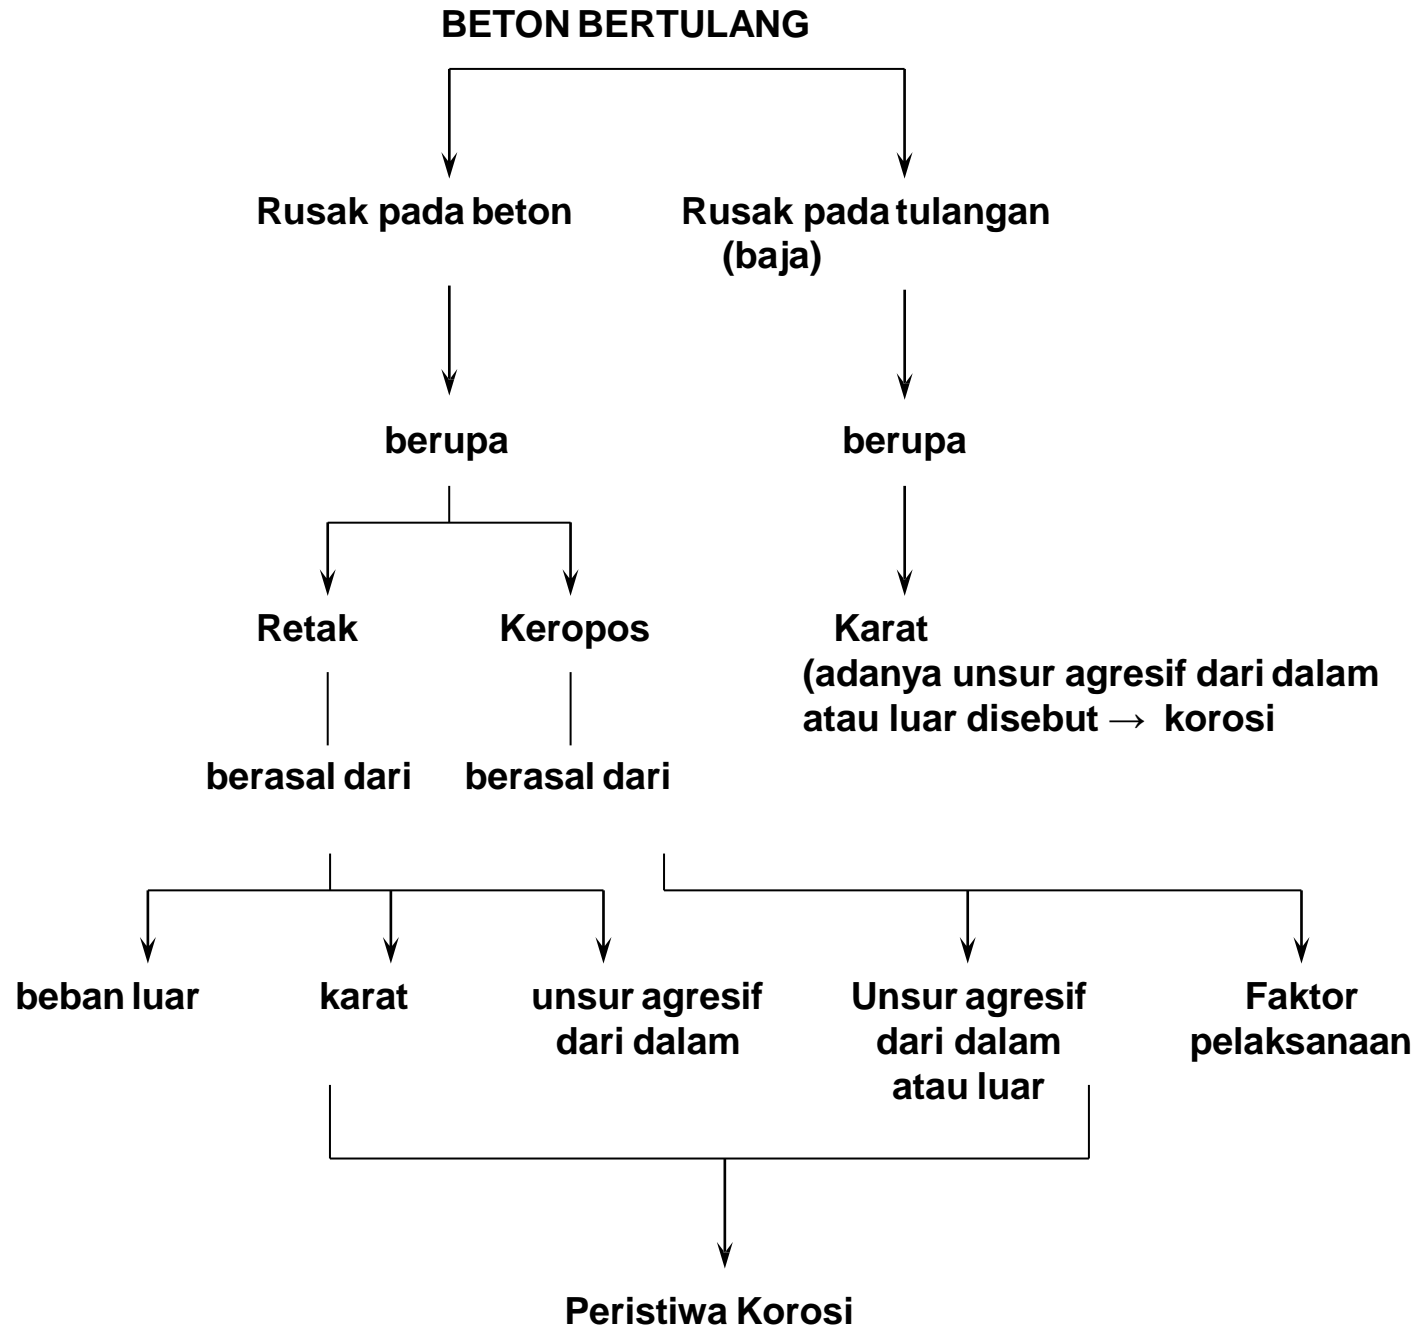 BETON BERTULANG
Rusak pada beton
Rusak pada tulangan
(baja)
berupa
berupa
Retak
Keropos
Karat
(adanya unsur agresif dari dalam
atau luar disebut → korosi
berasal dari
berasal dari
beban luar
karat
unsur agresif
dari dalam
Unsur agresif
dari dalam
atau luar
Faktor
pelaksanaan
Peristiwa Korosi